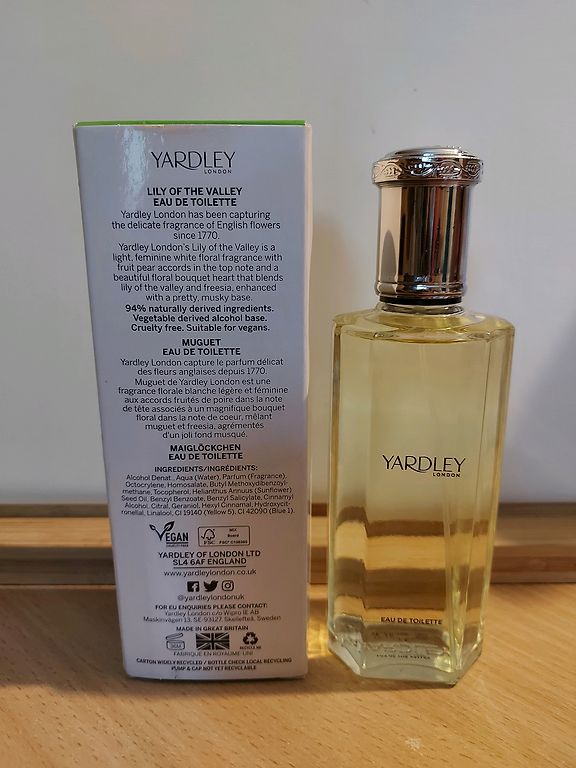 YARDLEY
LONDON
LILY OF THE VALLEY
EAU DE TOILETTE
Yardley London has been capturing
the delicate fragrance of English flowers
since 1770.
Yardley London's Lily of the Valley is a
light, feminine white floral fragrance with
fruit pear accords in the top note and a
beautiful floral bouquet heart that blends
lily of the valley and freesia, enhanced
with a pretty, musky base.
94% naturally derived ingredients.
Vegetable derived alcohol base.
Cruelty free. Suitable for vegans.
MUGUET
EAU DE TOILETTE
Yardley London capture le parfum délicat
des fleurs anglaises depuis 1770.
Muguet de Yardley London est une
fragrance florale blanche légère et féminine
aux accords fruités de poire dans la note
de tête associés à un magnifique bouquet
floral dans la note de coeur, mêlant
muguet et freesia, agrémentés
d'un joli fond musqué.
MAIGLÖCKCHEN
EAU DE TOILETTE
INGREDIENTS/INGRÉDIENTS:
Alcohol Denat., Aqua (Water), Parfum (Fragrance),
Octocrylene, Homosalate, Butyl Methoxydibenzoyl-
methane, Tocopherol, Helianthus Annuus (Sunflower)
Seed Oil, Benzyl Benzoate, Benzyl Salicylate, Cinnamyl
Alcohol, Citral, Geraniol, Hexyl Cinnamal, Hydroxycit-
ronellal, Linalool, CI 19140 (Yellow 5), CI 42090 (Blue 1).
VEGAN
FSC
MIX
Board
FSC® C108365
YARDLEY OF LONDON LTD
SL4 6AF ENGLAND
www.yardleylondon.co.uk
@yardleylondonuk
FOR EU ENQUIRIES PLEASE CONTACT:
Yardley London c/o Wipro IE AB
Maskinvägen 13, SE-93127, Skellefteå, Sweden
MADE IN GREAT BRITAIN
36M
RECYCLE ME
FABRIQUÉ EN ROYAUME-UNI
CARTON WIDELY RECYCLED / BOTTLE CHECK LOCAL RECYCLING
PUMP & CAP NOT YET RECYCLABLE
YARDLEY
LONDON
EAU DE TOILETTE